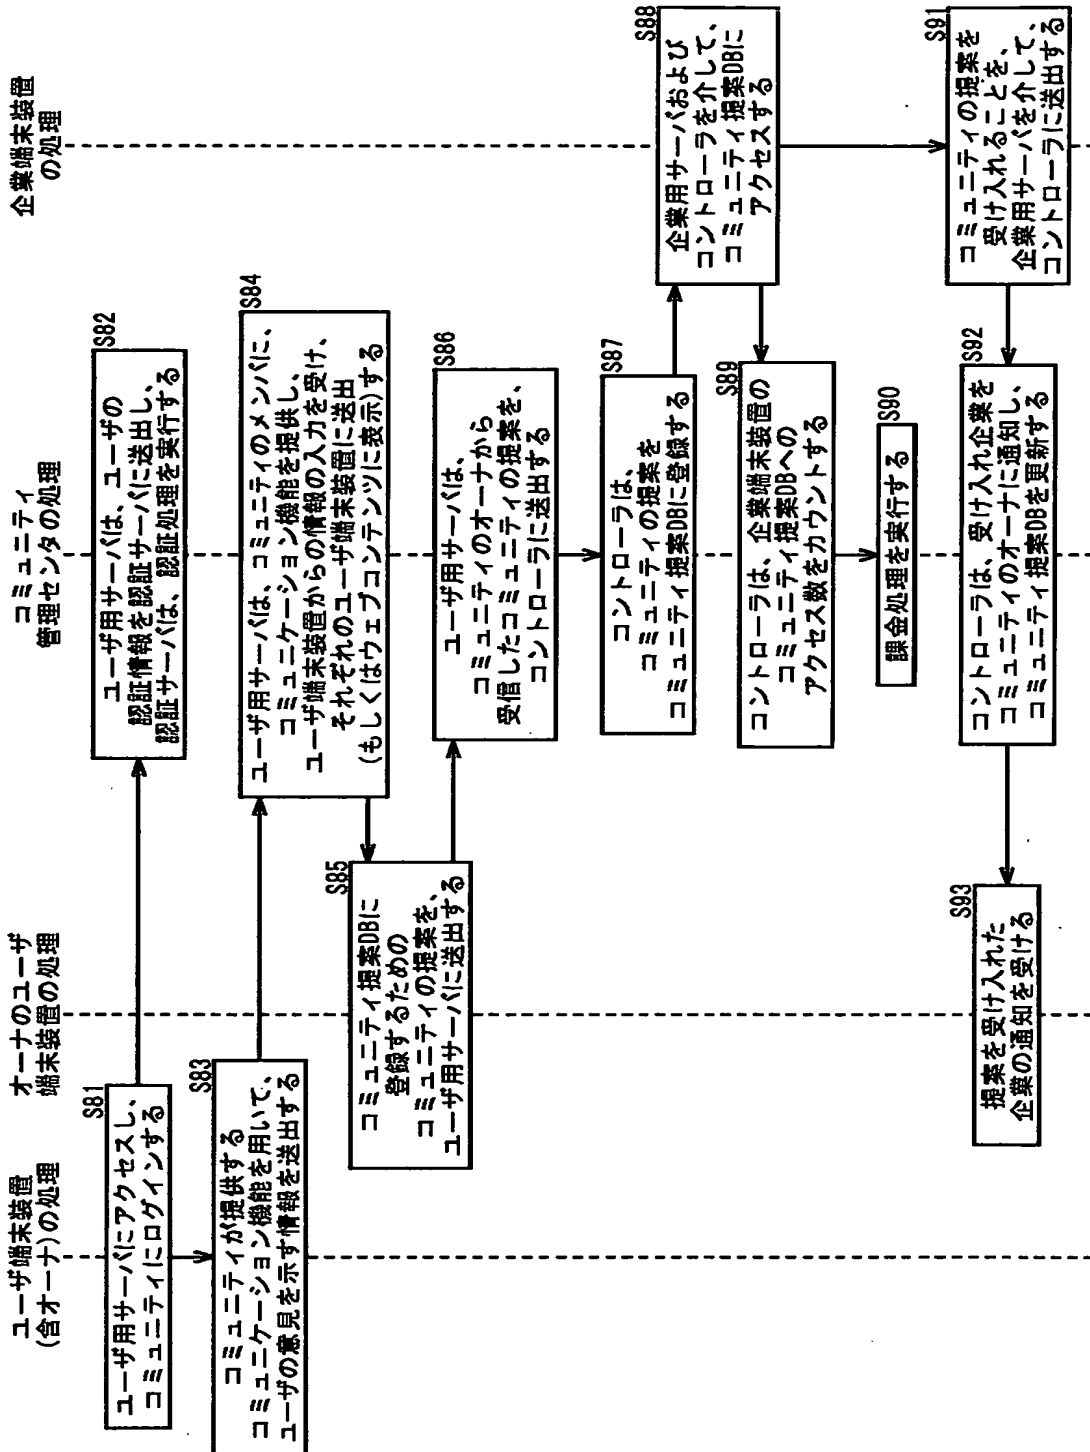 ユーザ端末装置
(含オーナ)の処理
オーナのユーザ
端末装置の処理
コミュニティ
管理センタの処理
企業端末装置
の処理
S81
ユーザ用サーバにアクセスし、
コミュニティにログインする
S82
ユーザ用サーバは、ユーザの
認証情報を認証サーバに送出し、
認証サーバは、認証処理を実行する
S83
コミュニティが提供する
コミュニケーション機能を用いて、
ユーザの意見を示す情報を送出する
S84
ユーザ用サーバは、コミュニティのメンバに、
コミュニケーション機能を提供し、
ユーザ端末装置からの情報の入力を受け、
それぞれのユーザ端末装置に送出
(もしくはウェブコンテンツに表示)する
S85
コミュニティ提案DBに
登録するための
コミュニティの提案を、
ユーザ用サーバに送出する
S86
ユーザ用サーバは、
コミュニティのオーナから
受信したコミュニティの提案を、
コントローラに送出する
S87
コントローラは、
コミュニティの提案を
コミュニティ提案DBに登録する
S88
企業用サーバおよび
コントローラを介して、
コミュニティ提案DBに
アクセスする
S89
コントローラは、企業端末装置の
コミュニティ提案DBへの
アクセス数をカウントする
S90
課金処理を実行する
S91
コミュニティの提案を
受け入れることを、
企業用サーバを介して、
コントローラに送出する
S92
コントローラは、受け入れ企業を
コミュニティのオーナに通知し、
コミュニティ提案DBを更新する
S93
提案を受け入れた
企業の通知を受ける